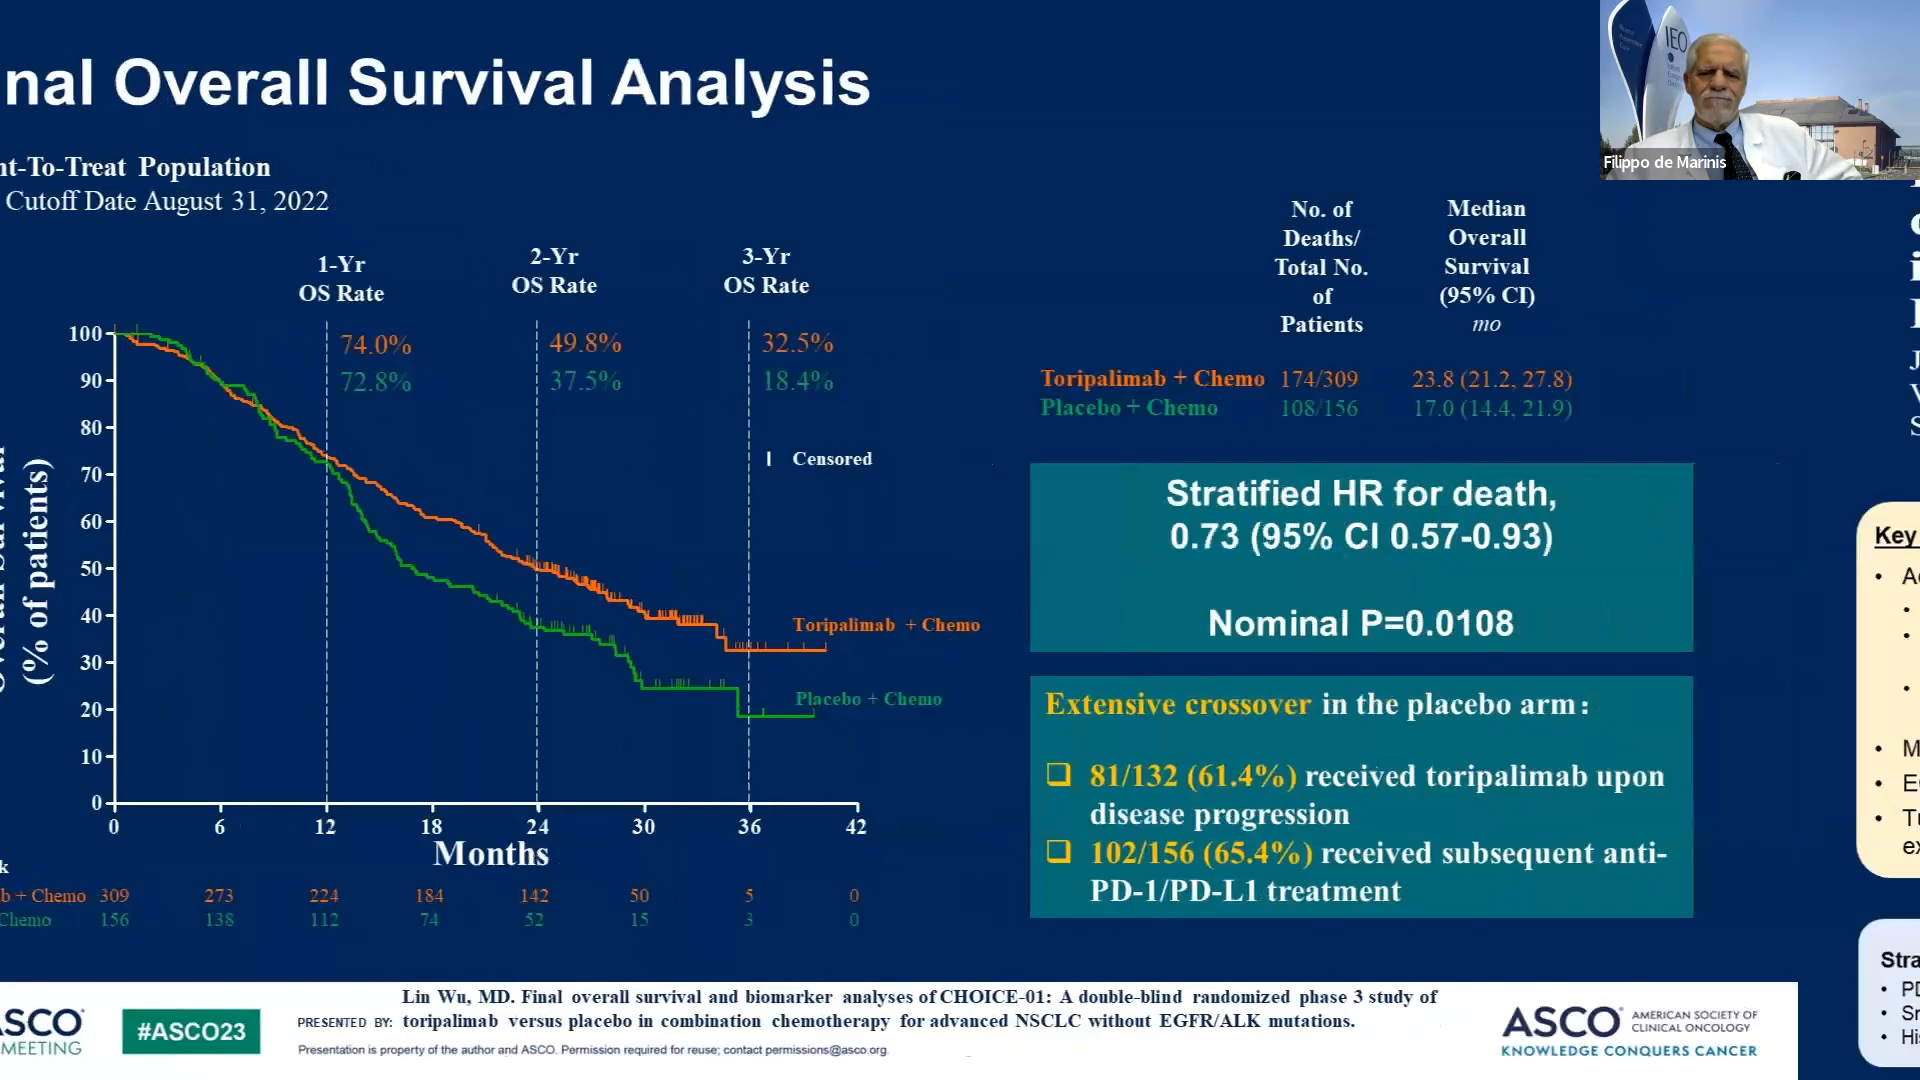 nal Overall Survival Analysis
IEO
Filippo de Marinis
nt-To-Treat Population
Cutoff Date August 31, 2022
1-Yr
OS Rate
2-Yr
OS Rate
3-Yr
OS Rate
74.0%
72.8%
49.8%
37.5%
32.5%
18.4%
Censored
(% of patients)
100
90
80
70
60
50
40
30
20
10
0
Toripalimab + Chemo
Placebo + Chemo
0 6 12 18 24 30 36 42
Months
k
b + Chemo 309 273 224 184 142 50 5 0
Chemo 156 138 112 74 52 15 3 0
No. of
Deaths/
Total No.
of
Patients
Median
Overall
Survival
(95% CI)
mo
Toripalimab + Chemo 174/309 23.8 (21.2, 27.8)
Placebo + Chemo 108/156 17.0 (14.4, 21.9)
Stratified HR for death,
0.73 (95% CI 0.57-0.93)
Nominal P=0.0108
Extensive crossover in the placebo arm:
81/132 (61.4%) received toripalimab upon
disease progression
102/156 (65.4%) received subsequent anti-
PD-1/PD-L1 treatment
Key
• A
• M
• E
• Tu
ex
Stra
• PD
• Sm
• His
SCO
MEETING
#ASCO23
PRESENTED BY:
Lin Wu, MD. Final overall survival and biomarker analyses of CHOICE-01: A double-blind randomized phase 3 study of
toripalimab versus placebo in combination chemotherapy for advanced NSCLC without EGFR/ALK mutations.
Presentation is property of the author and ASCO. Permission required for reuse; contact permissions@asco.org.
ASCO AMERICAN SOCIETY OF
CLINICAL ONCOLOGY
KNOWLEDGE CONQUERS CANCER